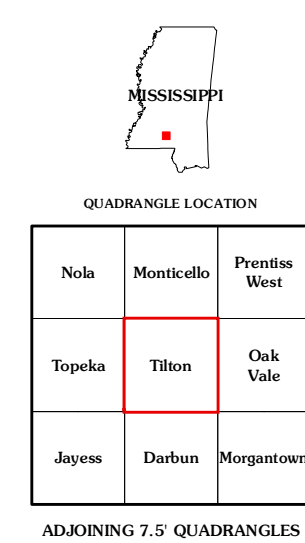 MISSISSIPPI
QUADRANGLE LOCATION
Nola
Monticello
Prentiss
West
Topeka
Tilton
Oak
Vale
Jayess
Darbun
Morgantown
ADJOINING 7.5' QUADRANGLES